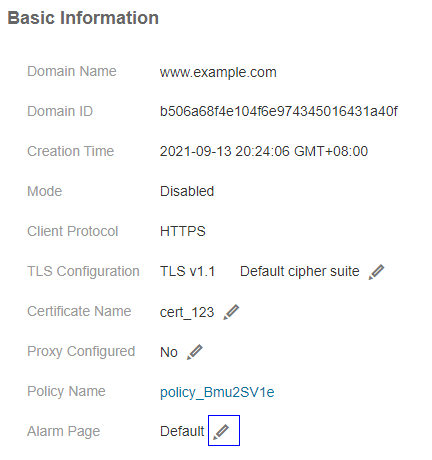 Basic Information
Domain Name www.example.com
Domain ID b506a68f4e104f6e974345016431a40f
Creation Time 2021-09-13 20:24:06 GMT+08:00
Mode Disabled
Client Protocol HTTPS
TLS Configuration TLS v1.1 Default cipher suite
Certificate Name cert_123
Proxy Configured No
Policy Name policy_Bmu2SV1e
Alarm Page Default